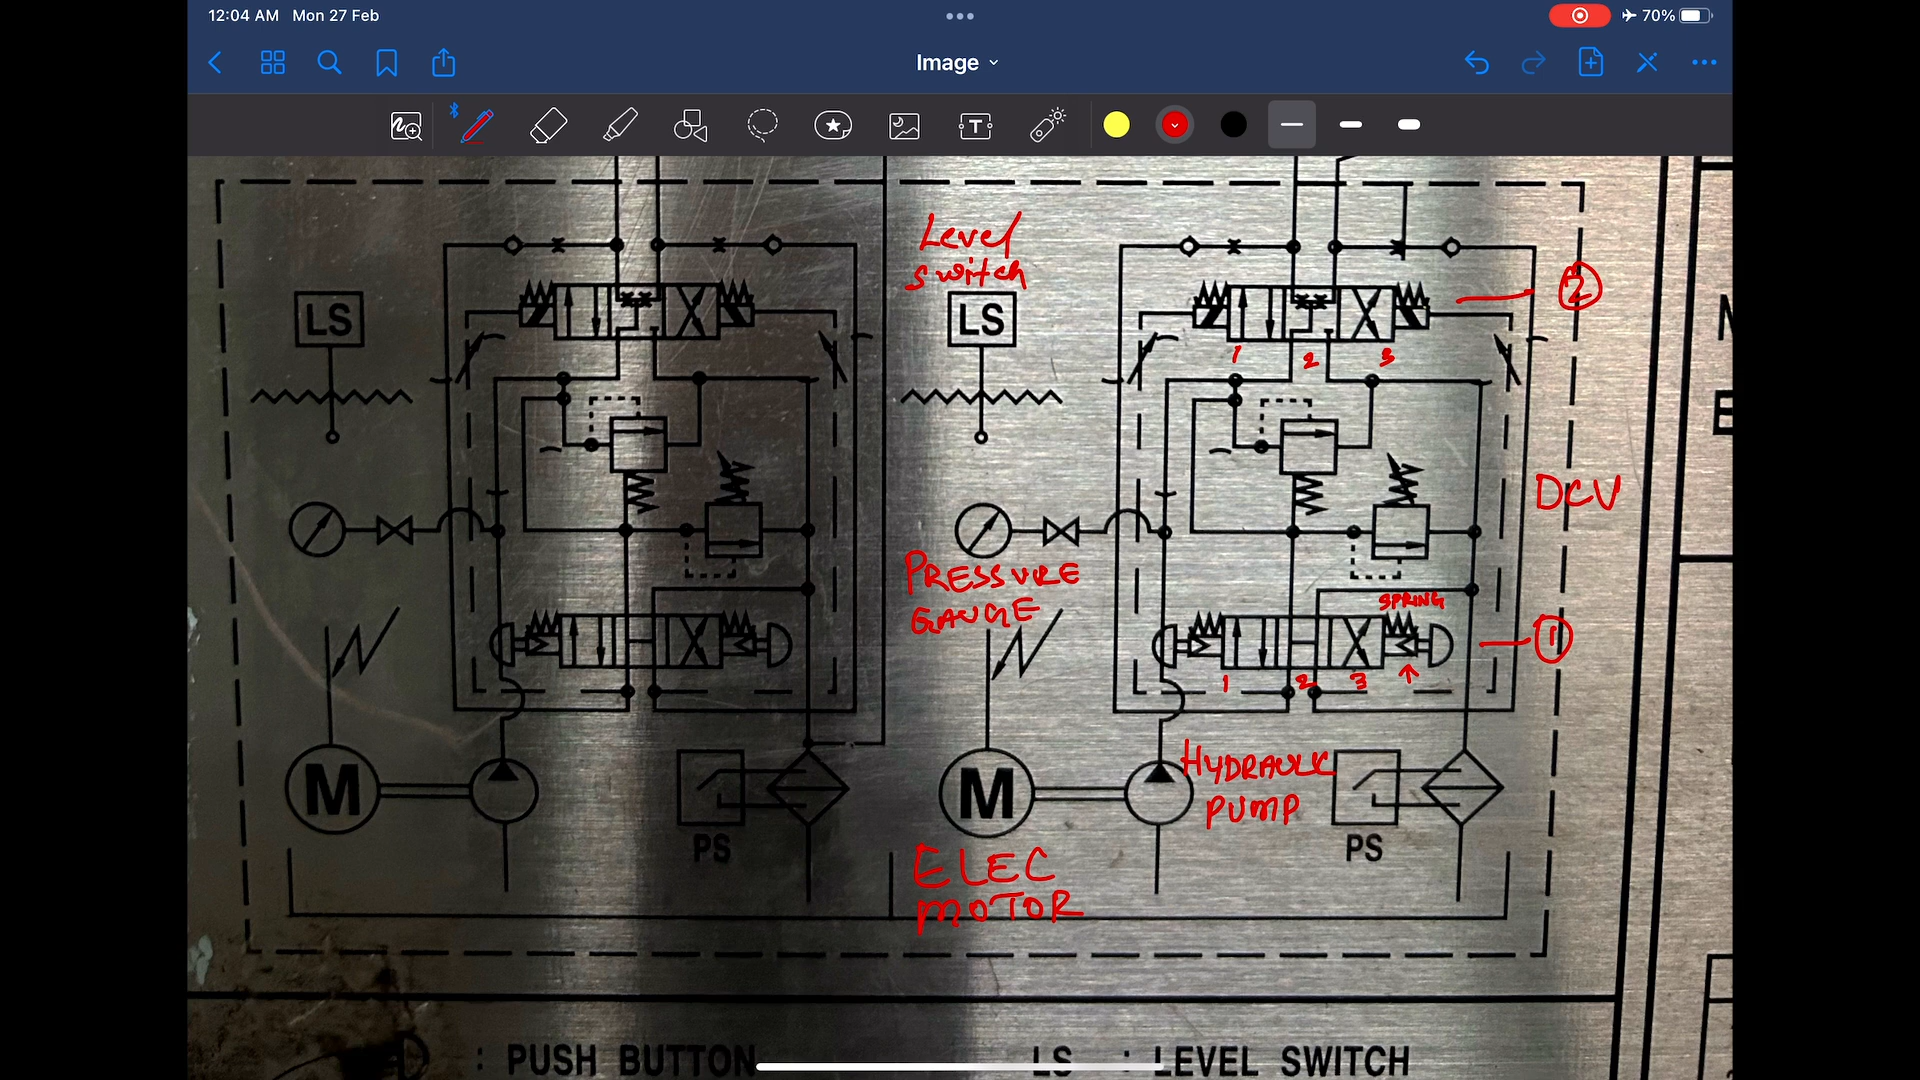 12:04 AM Mon 27 Feb
70%
Image
T
Level
switch
LS
LS
2
1
2
3
DCV
PRESSURE
GAUGE
SPRING
1
1
2
3
HYDRAULIC
PUMP
M
M
PS
PS
ELEC
MOTOR
: PUSH BUTTON
LS : LEVEL SWITCH